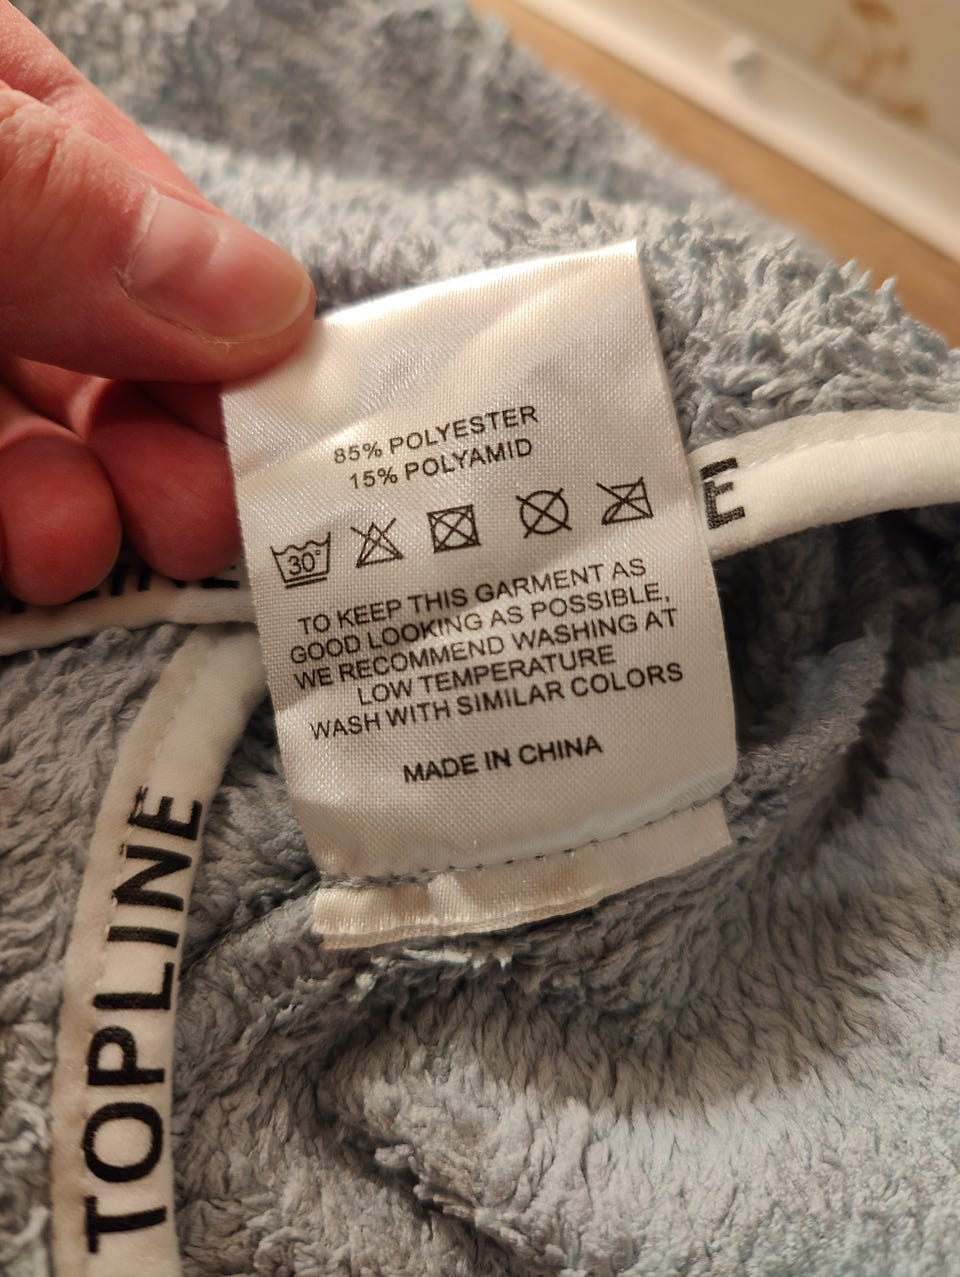 85% POLYESTER
15% POLYAMID
30°
TO KEEP THIS GARMENT AS
GOOD LOOKING AS POSSIBLE,
WE RECOMMEND WASHING AT
LOW TEMPERATURE
WASH WITH SIMILAR COLORS
MADE IN CHINA
E
TOPLINE